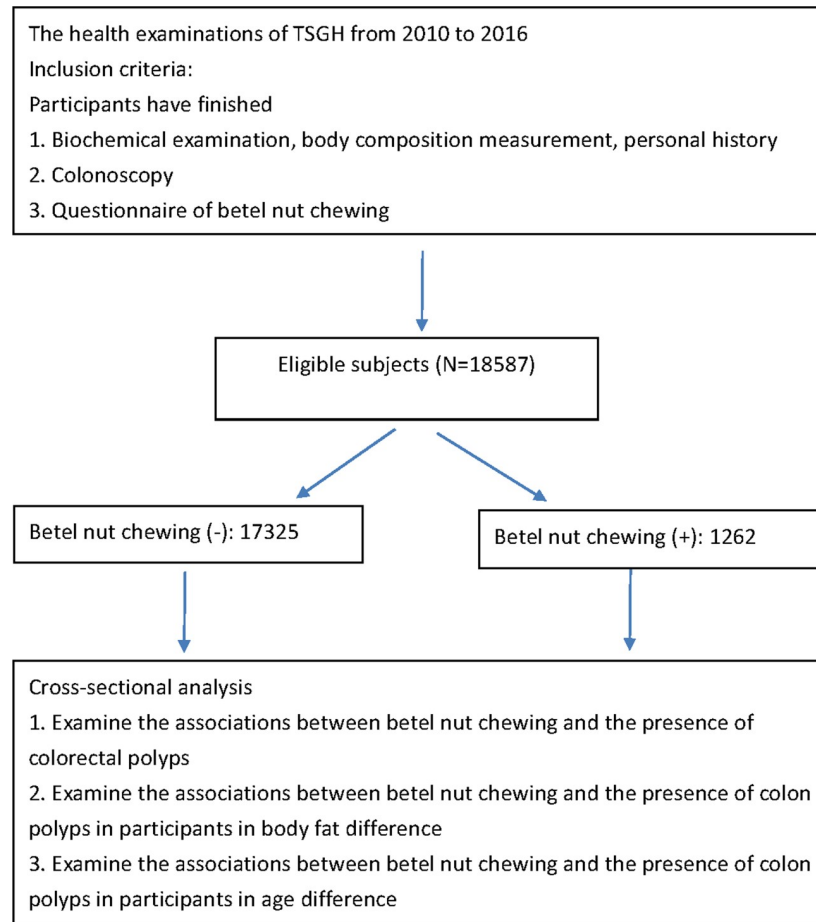 The health examinations of TSGH from 2010 to 2016
Inclusion criteria:
Participants have finished
1. Biochemical examination, body composition measurement, personal history
2. Colonoscopy
3. Questionnaire of betel nut chewing
Eligible subjects (N=18587)
Betel nut chewing (-): 17325
Betel nut chewing (+): 1262
Cross-sectional analysis
1. Examine the associations between betel nut chewing and the presence of
colorectal polyps
2. Examine the associations between betel nut chewing and the presence of colon
polyps in participants in body fat difference
3. Examine the associations between betel nut chewing and the presence of colon
polyps in participants in age difference